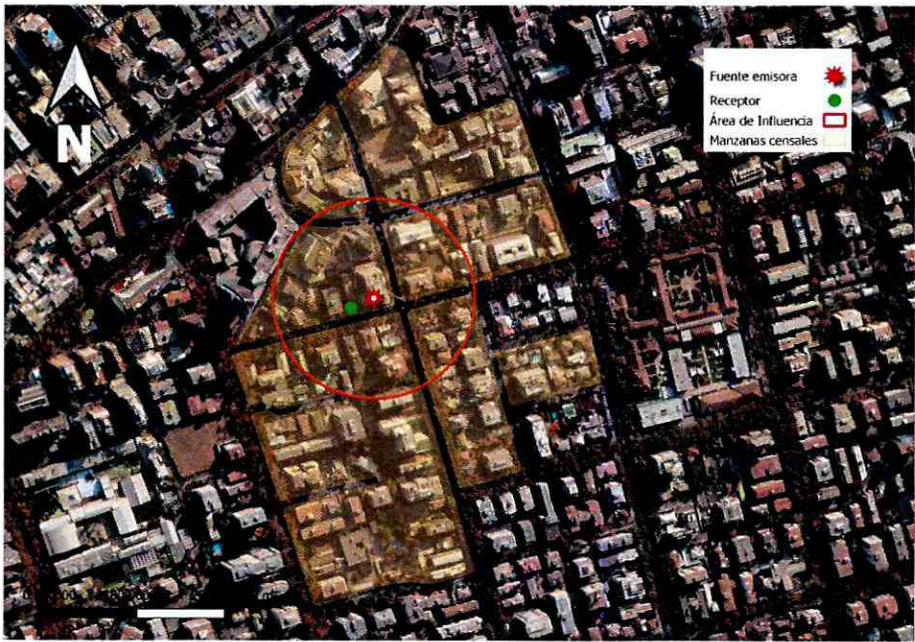 N
Fuente emisora
Receptor
Área de Influencia
Manzanas censales